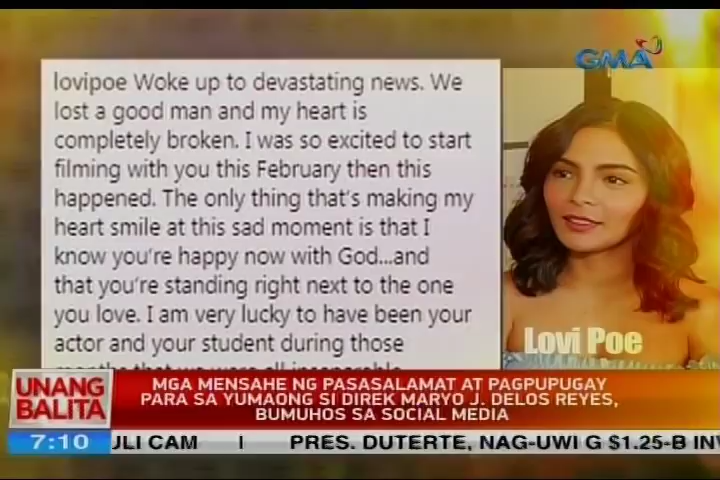 GMA
lovipoe Woke up to devastating news. We
lost a good man and my heart is
completely broken. I was so excited to start
filming with you this February then this
happened. The only thing that's making my
heart smile at this sad moment is that I
know you're happy now with God...and
that you're standing right next to the one
you love. I am very lucky to have been your
actor and your student during those
Lovi Poe
UNANG
BALITA
MGA MENSAHE NG PASASALAMAT AT PAGPUPUGAY
PARA SA YUMAONG SI DIREK MARYO J. DELOS REYES,
BUMUHOS SA SOCIAL MEDIA
7:10 ULI CAM I PRES. DUTERTE, NAG-UWI G $1.25-B INV